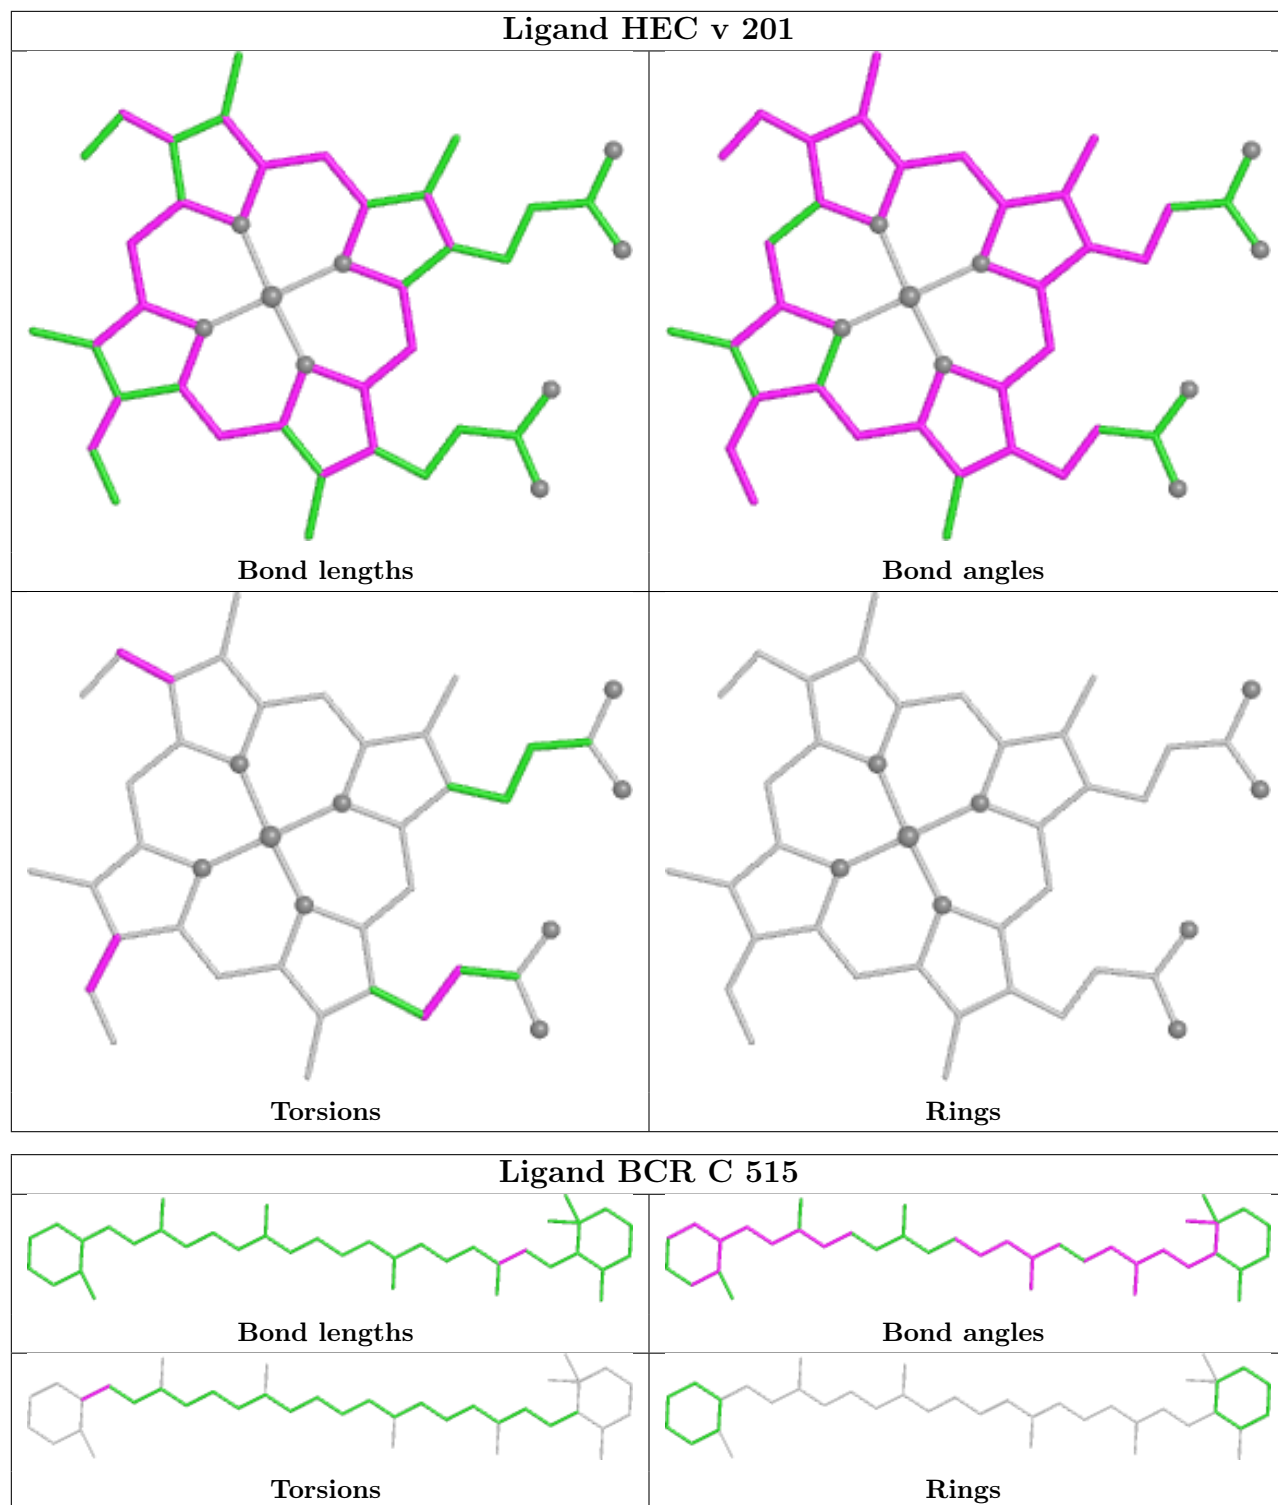 Ligand HEC v 201
Bond lengths
Bond angles
Torsions
Rings
Ligand BCR C 515
Bond lengths
Bond angles
Torsions
Rings